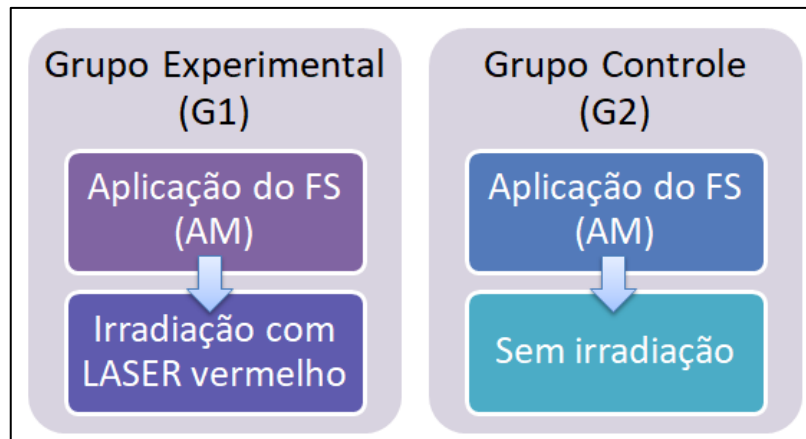 Grupo Experimental
(G1)
Aplicação do FS
(AM)
Irradiação com
LASER vermelho
Grupo Controle
(G2)
Aplicação do FS
(AM)
Sem irradiação